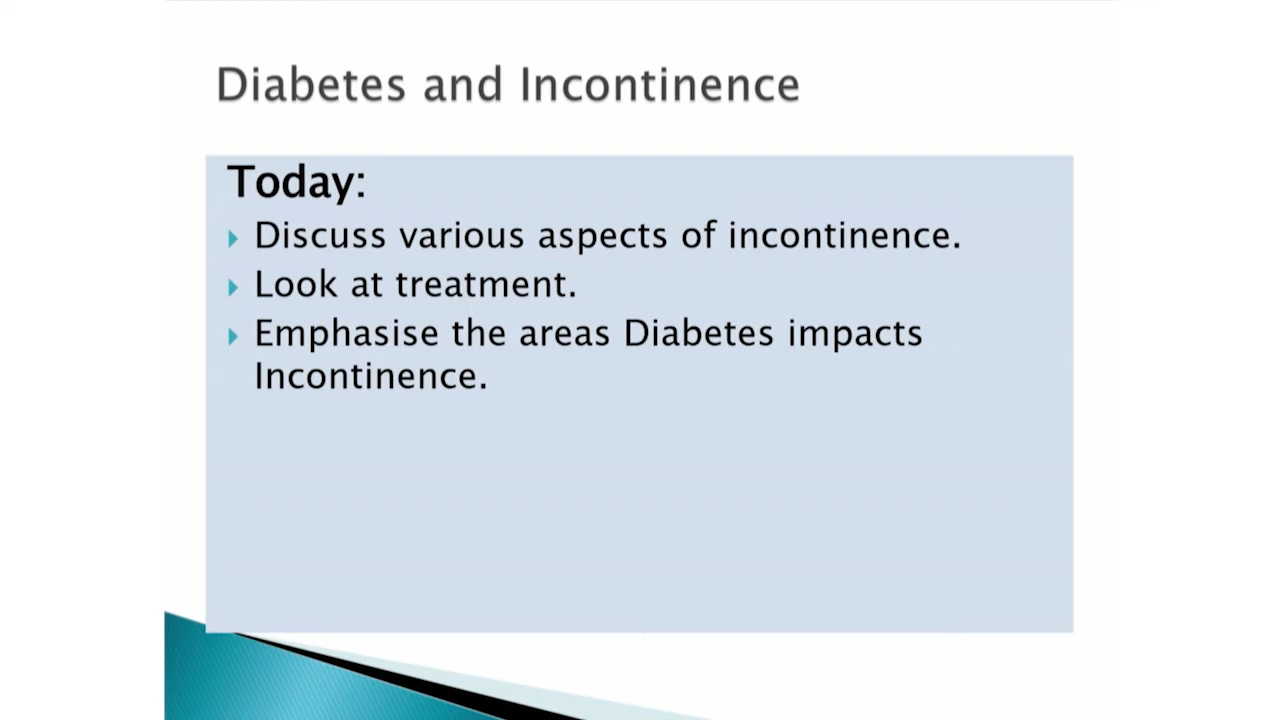 Diabetes and Incontinence
Today:
Discuss various aspects of incontinence.
Look at treatment.
Emphasise the areas Diabetes impacts
Incontinence.